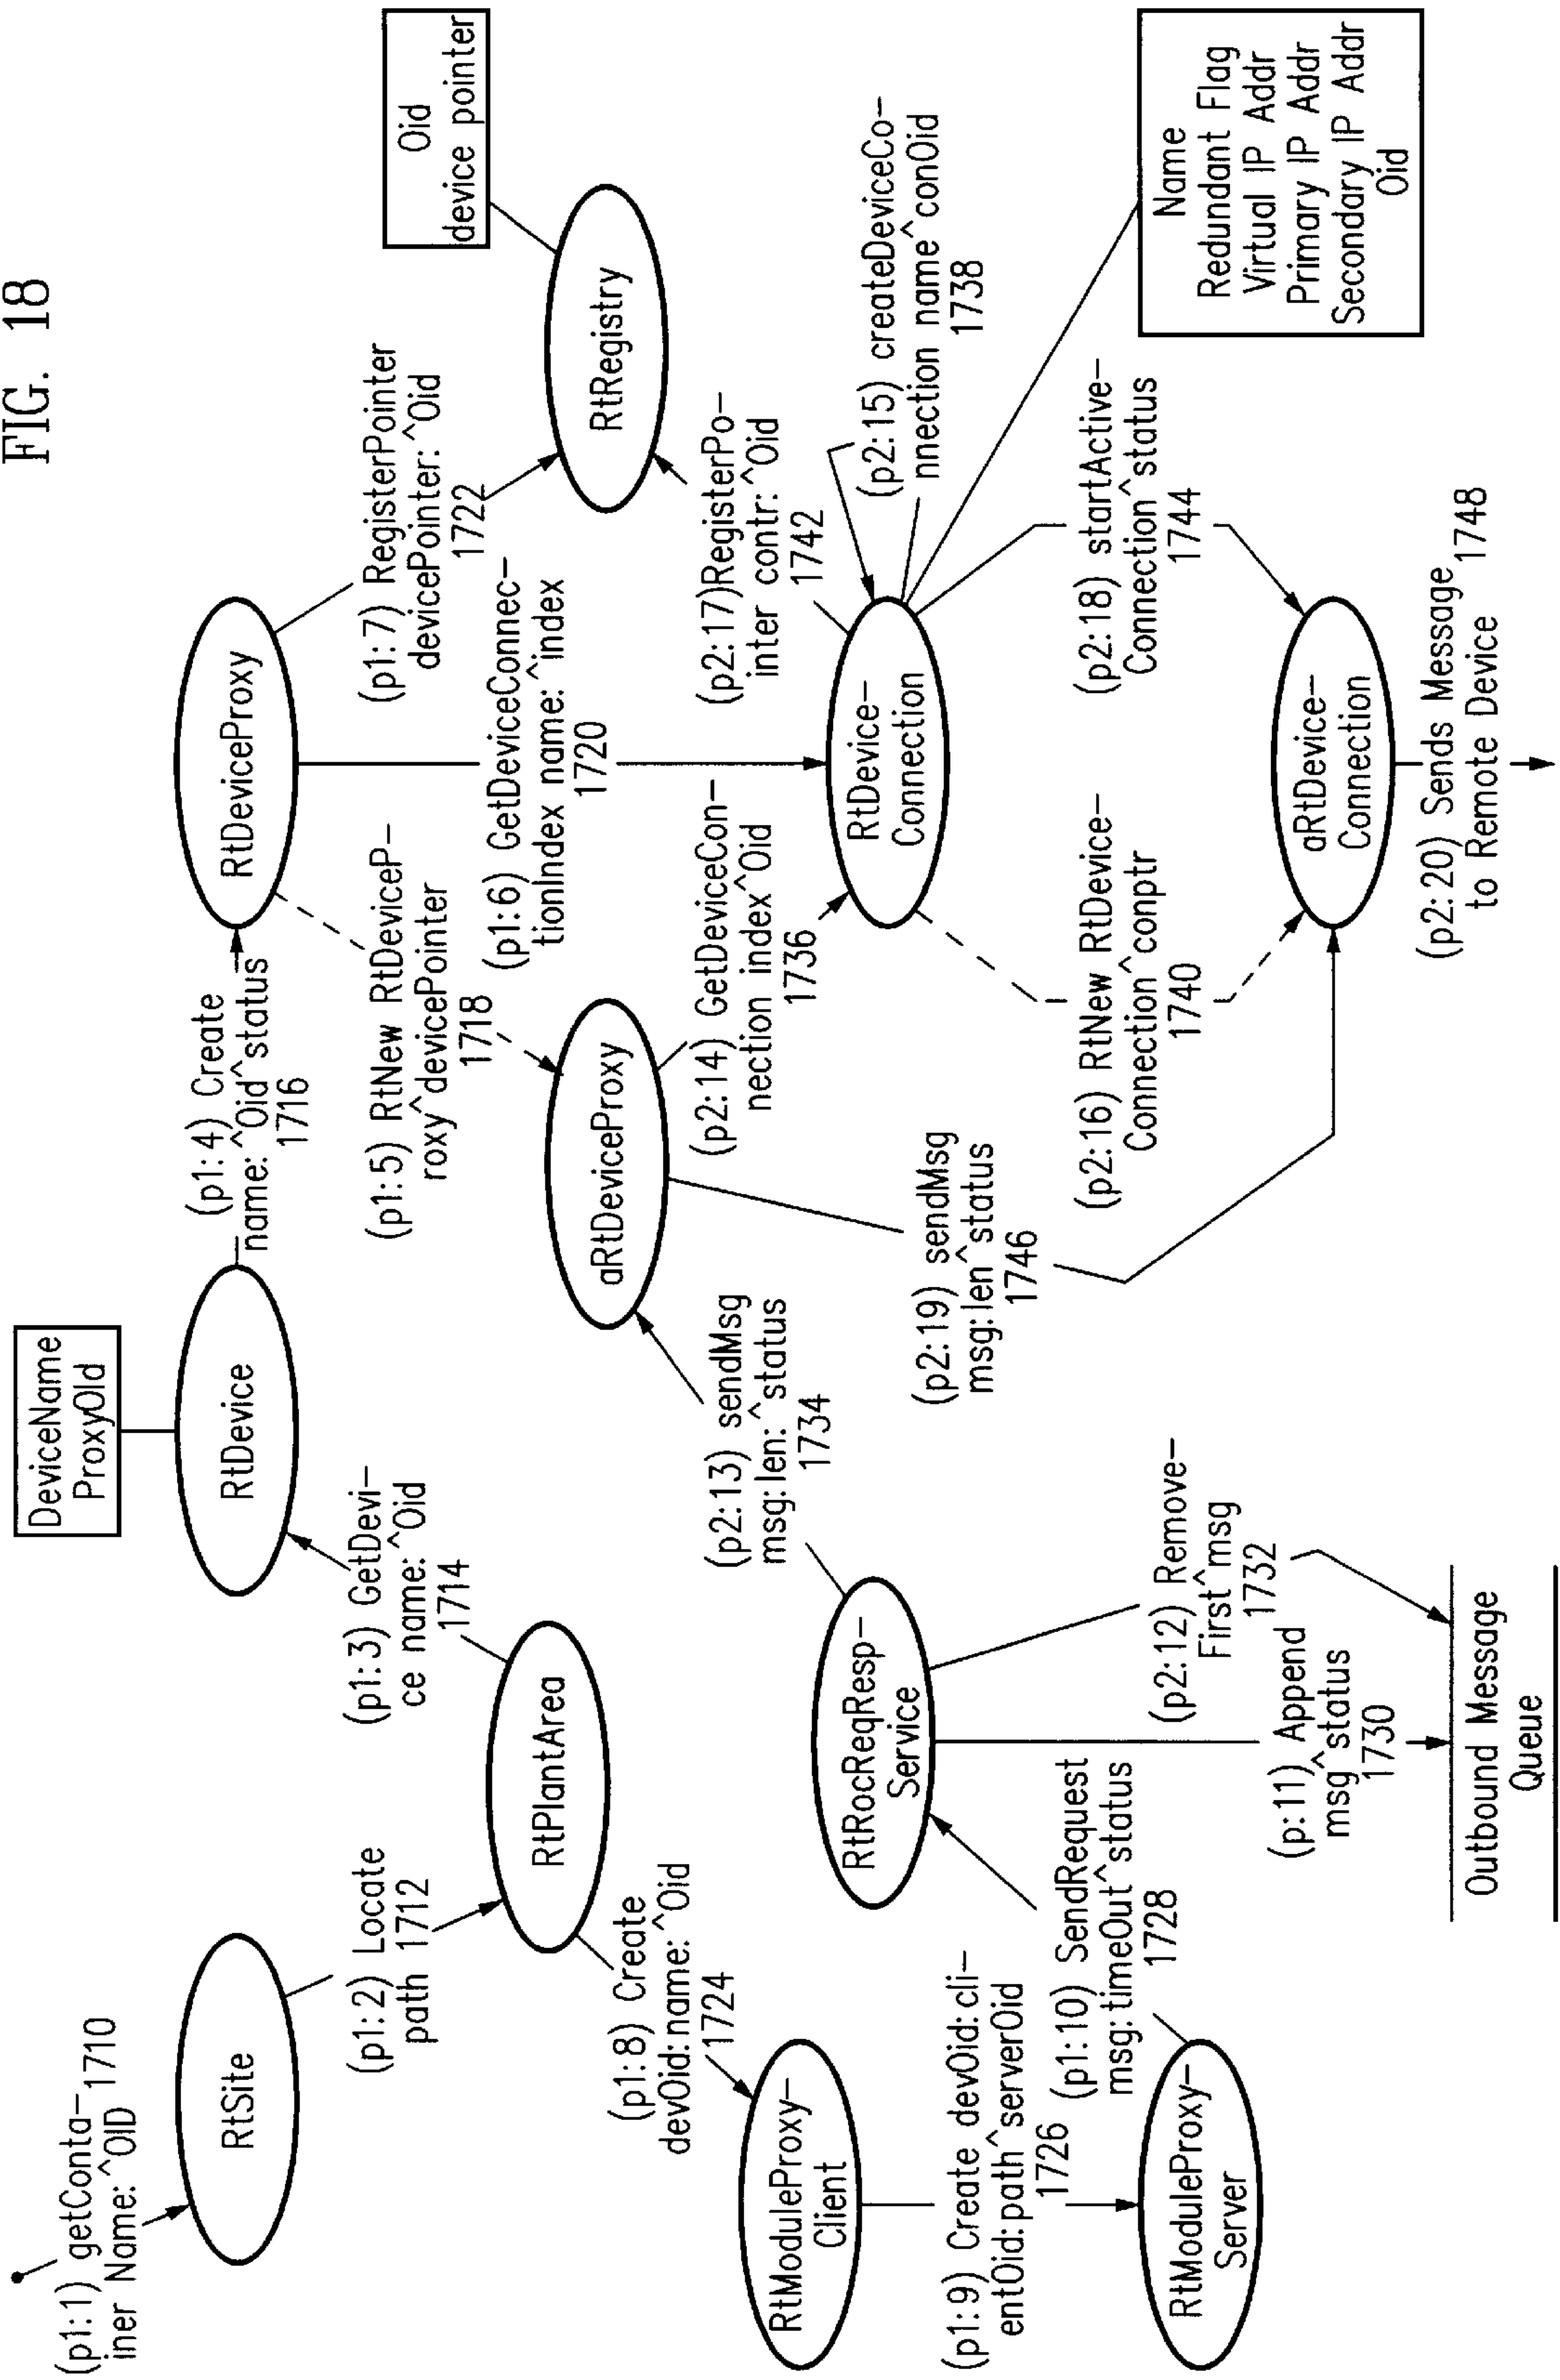 FIG. 18
(p1:1) getConta-
iner Name:^OID
1710
RtSite
(p1:2) Locate
path
1712
RtPlantArea
(p1:3) GetDevi-
ce name:^Oid
1714
DeviceName
ProxyOId
RtDevice
(p1:4) Create
name:^Oid^status
1716
RtDeviceProxy
(p1:5) RtNew RtDeviceP-
roxy^devicePointer
1718
aRtDeviceProxy
(p1:6) GetDeviceConnec-
tionIndex name:^index
1720
(p1:7) RegisterPointer
devicePointer:^Oid
1722
Oid
device pointer
RtRegistry
(p1:8) Create
devOid:name:^Oid
1724
RtModuleProxy-
Client
(p1:9) Create devOid:cli-
entOid:path^serverOid
1726
RtModuleProxy-
Server
(p1:10) SendRequest
msg:timeOut^status
1728
RtRocReqResp-
Service
(p:11) Append
msg^status
1730
(p2:12) Remove-
First^msg
1732
Outbound Message
Queue
(p2:13) sendMsg
msg:len:^status
1734
(p2:14) GetDeviceCon-
nection index^Oid
1736
RtDevice-
Connection
(p2:15) createDeviceCo-
nnection name^conOid
1738
(p2:16) RtNew RtDevice-
Connection^conptr
1740
(p2:17)RegisterPo-
inter contr:^Oid
1742
(p2:18) startActive-
Connection^status
1744
Name
Redundant Flag
Virtual IP Addr
Primary IP Addr
Secondary IP Addr
Oid
(p2:19) sendMsg
msg:len^status
1746
aRtDevice-
Connection
(p2:20) Sends Message
to Remote Device
1748